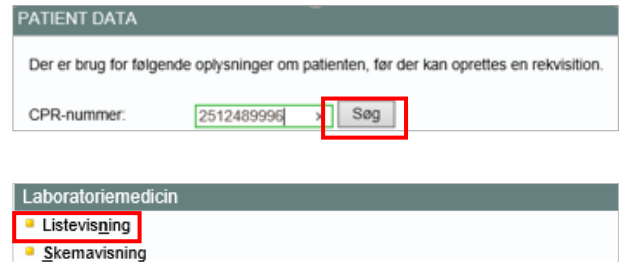 PATIENT DATA
Der er brug for følgende oplysninger om patienten, før der kan oprettes en rekvisition.
CPR-nummer: 2512489996 × Søg
Laboratoriemedicin
Listevisning
Skemavisning